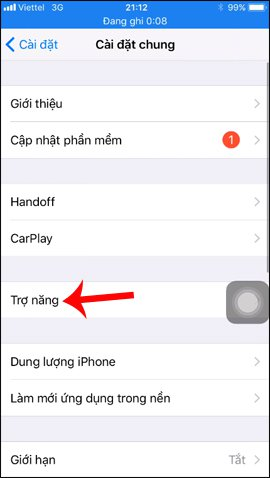 Viettel 3G 21:12 99%
Đang ghi 0:08
Cài đặt Cài đặt chung
Giới thiệu
Cập nhật phần mềm 1
Handoff
CarPlay
Trợ năng
Dung lượng iPhone
Làm mới ứng dụng trong nền
Giới hạn Tắt